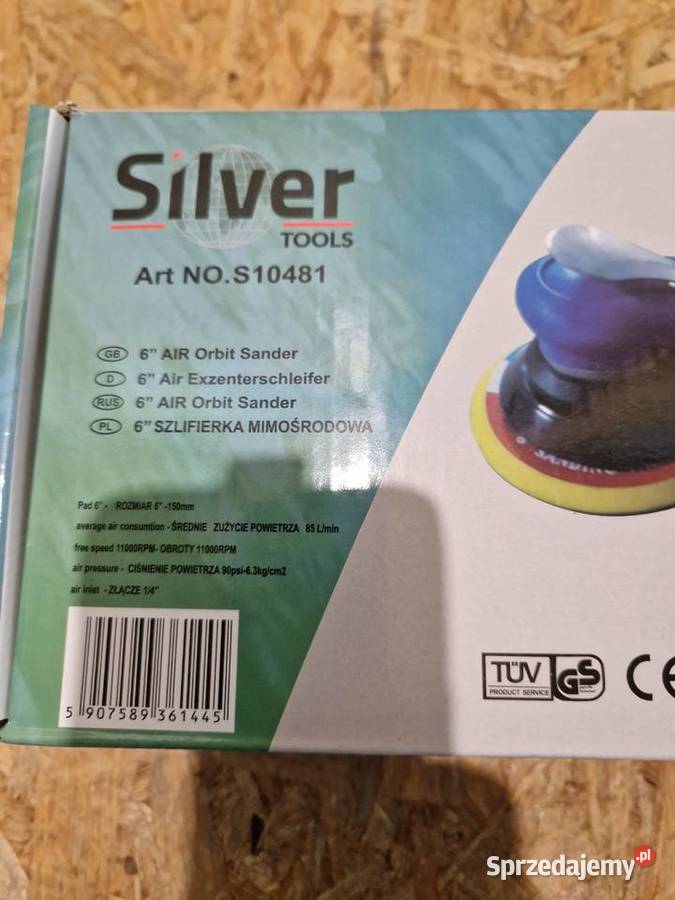 Silver
TOOLS
Art NO.S10481
GB 6" AIR Orbit Sander
D 6" Air Exzenterschleifer
RUS 6" AIR Orbit Sander
PL 6" SZLIFIERKA MIMOŚRODOWA
Pad 6" - ROZMIAR 6" -150mm
average air consumtion - ŚREDNIE ZUŻYCIE POWIETRZA 85 L/min
free speed 11000RPM- OBROTY 11000RPM
air pressure - CIŚNIENIE POWIETRZA 90psi-6.3kg/cm2
air inlet - ZŁĄCZE 1/4"
5 907589 361445
SANDING
TÜV
PRODUCT SERVICE
GS
CE
Sprzedajemy.pl